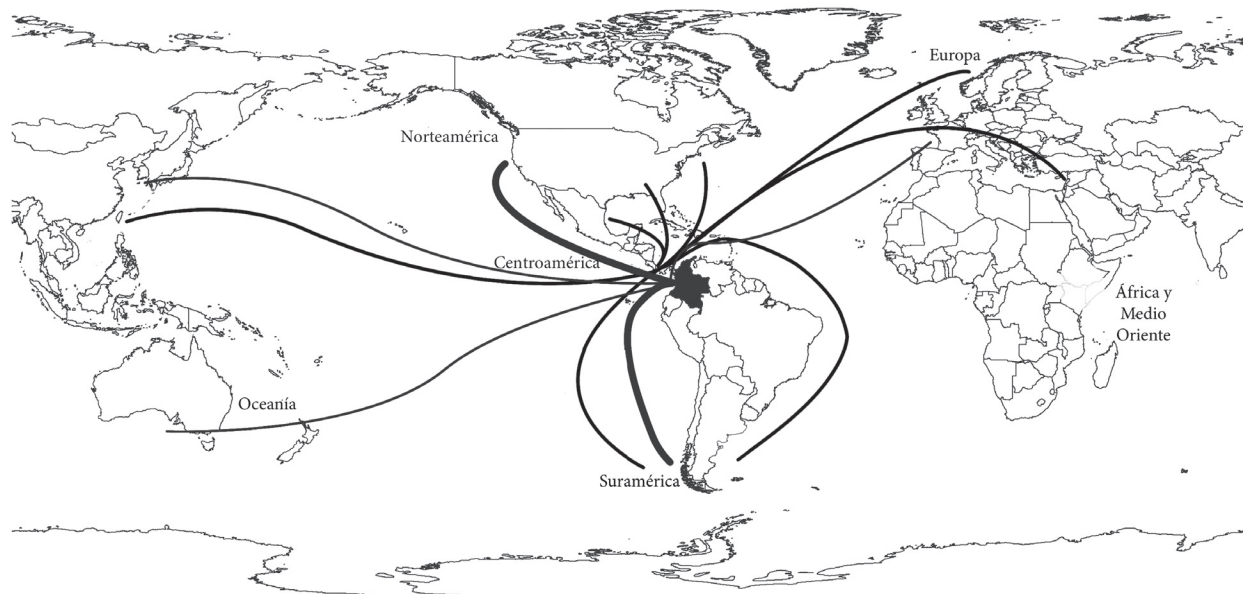 Europa
Norteamérica
Centroamérica
África y
Medio
Oriente
Oceanía
Suramérica